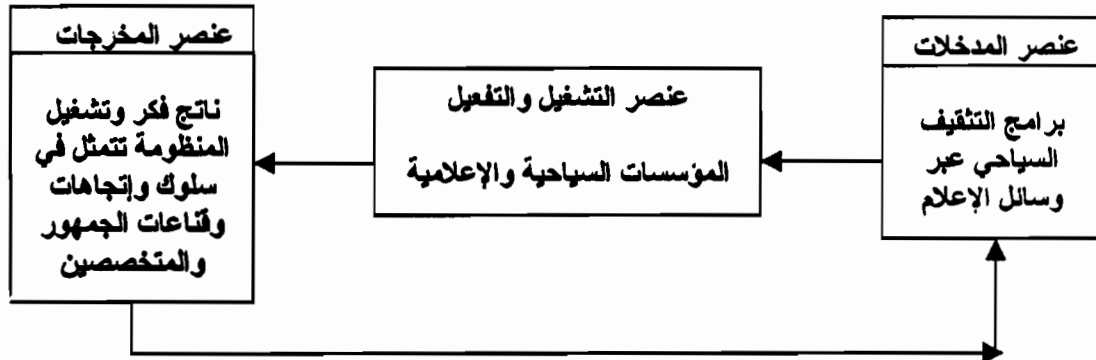 عنصر المدخلات
برامج التثقيف
السياحي عبر
وسائل الإعلام
عنصر التشغيل والتفعيل
المؤسسات السياحية والإعلامية
عنصر المخرجات
ناتج فكر وتشغيل
المنظومة تتمثل في
سلوك وإتجاهات
وقناعات الجمهور
والمتخصصين